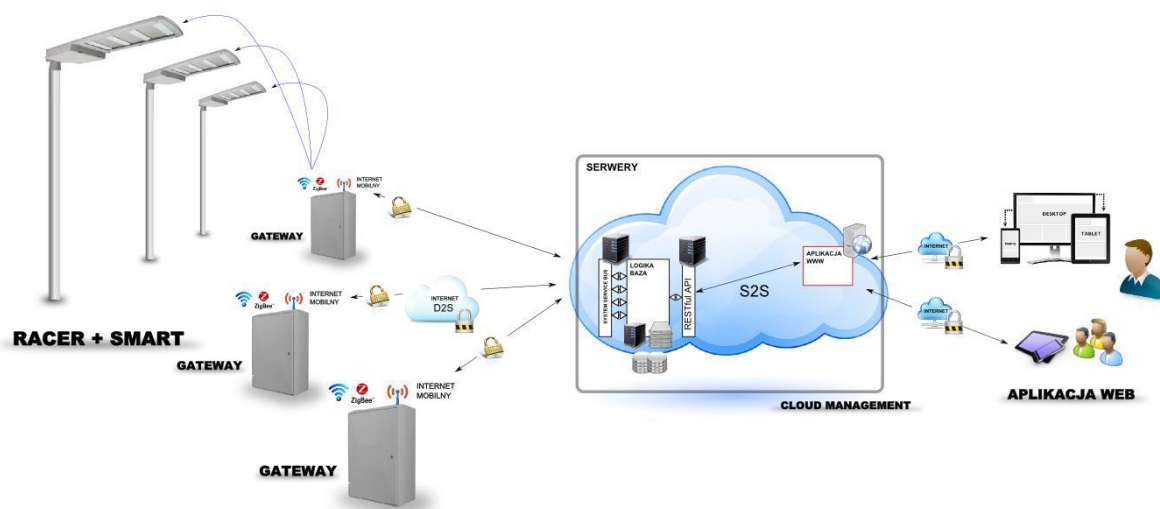 RACER + SMART
ZigBee
INTERNET
MOBILNY
GATEWAY
ZigBee
INTERNET
MOBILNY
GATEWAY
ZigBee
INTERNET
MOBILNY
GATEWAY
INTERNET
D2S
SERWERY
SYSTEM SERVICE BUS
LOGIKA
BAZA
RESTful API
S2S
APLIKACJA
WWW
CLOUD MANAGEMENT
INTERNET
INTERNET
DESKTOP
TABLET
APLIKACJA WEB